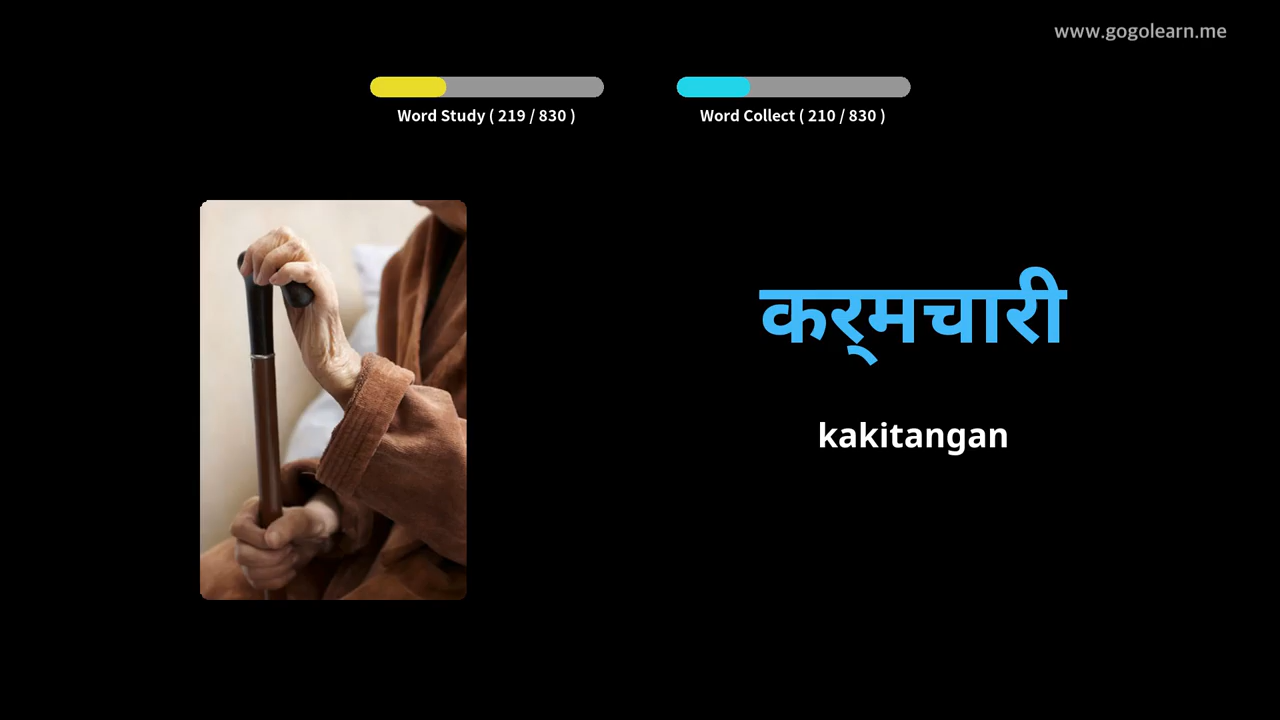 www.gogolearn.me
Word Study ( 219 / 830 )
Word Collect ( 210 / 830 )
कर्‌मचारी
kakitangan